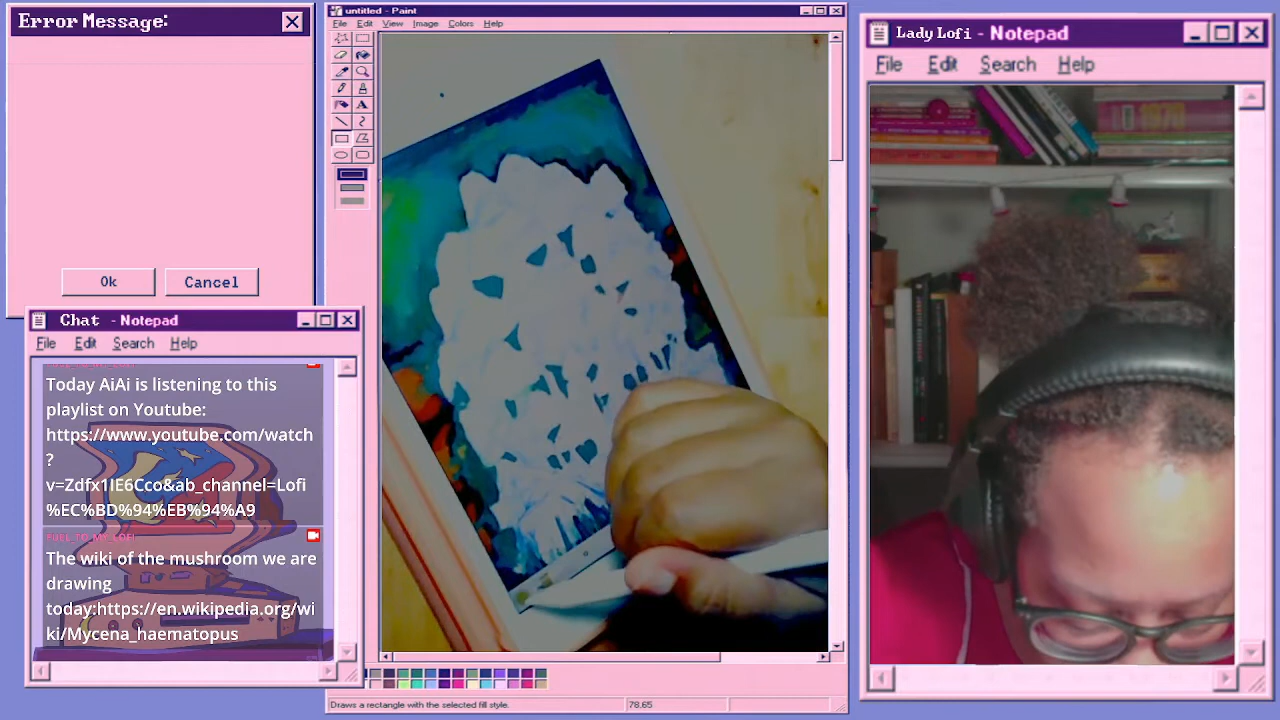 Error Message:
Ok
Cancel
untitled - Paint
File Edit View Image Colors Help
Draws a rectangle with the selected fill style.
78.65
Chat - Notepad
File Edit Search Help
Today AiAi is listening to this
playlist on Youtube:
https://www.youtube.com/watch
?
v=Zdfx1IE6Cco&ab_channel=Lofi
%EC%BD%94%EB%94%A9
FUEL_TO_MY_LOFI
The wiki of the mushroom we are
drawing
today:https://en.wikipedia.org/wi
ki/Mycena_haematopus
Lady Lofi - Notepad
File Edit Search Help